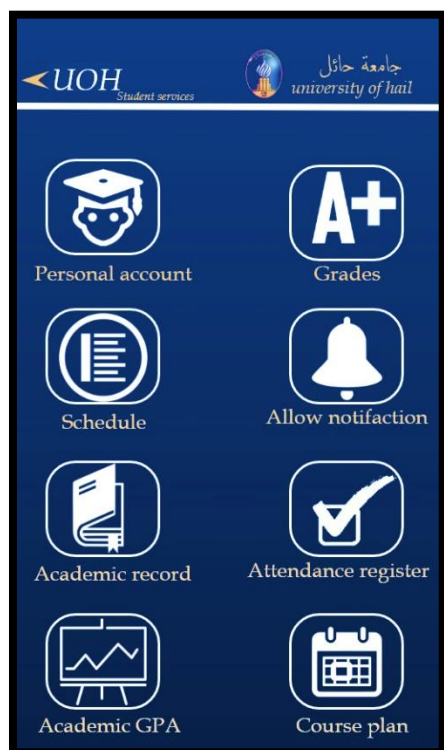 UOH
Student services
جامعة حائل
university of hail
A+
Personal account
Grades
Schedule
Allow notifaction
Academic record
Attendance register
Academic GPA
Course plan